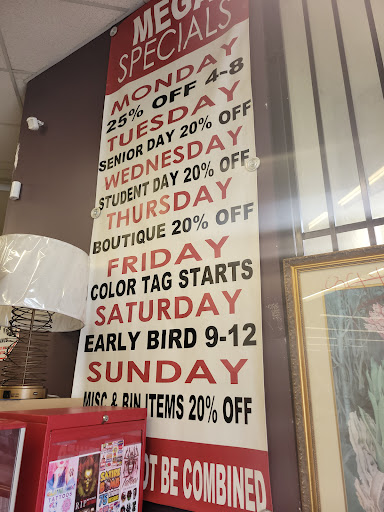 MEGA
SPECIALS
MONDAY
25% OFF 4-8
TUESDAY
SENIOR DAY 20% OFF
WEDNESDAY
STUDENT DAY 20% OFF
THURSDAY
BOUTIQUE 20% OFF
FRIDAY
COLOR TAG STARTS
SATURDAY
EARLY BIRD 9-12
SUNDAY
MISC & BIN ITEMS 20% OFF
BE COMBINED